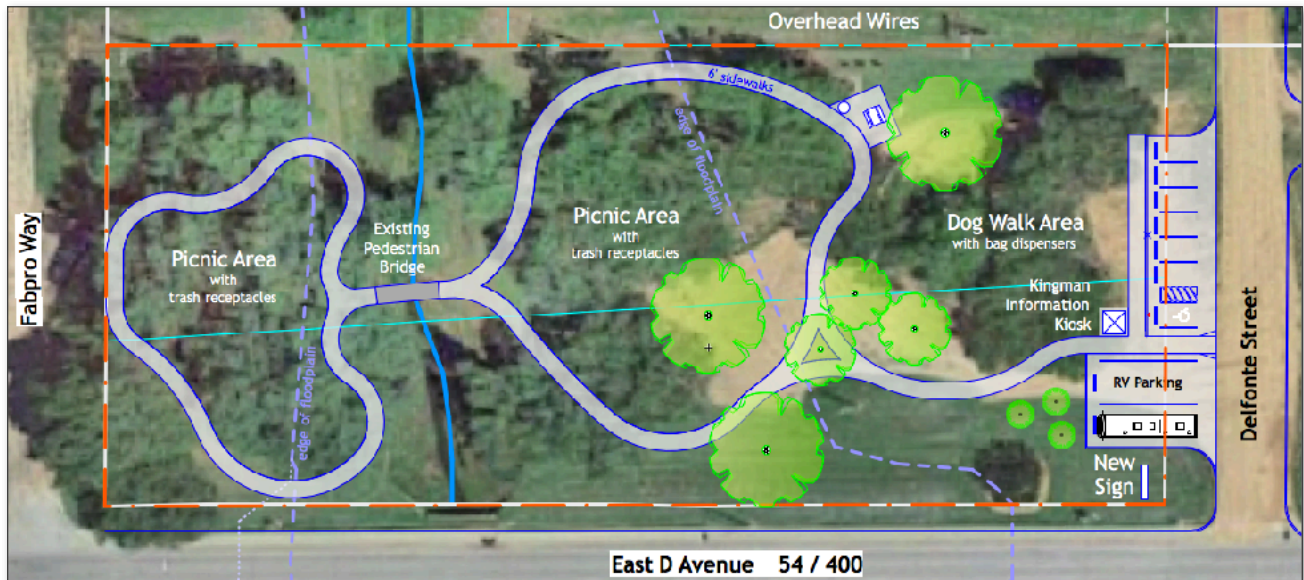 Overhead Wires
6' sidewalks
edge of floodplain
Picnic Area
with
trash receptacles
Dog Walk Area
with bag dispensers
Existing
Pedestrian
Bridge
Picnic Area
with
trash receptacles
Kingman
Information
Kiosk
Fabpro Way
edge of floodplain
RV Parking
Delfonte Street
New
Sign
East D Avenue 54 / 400